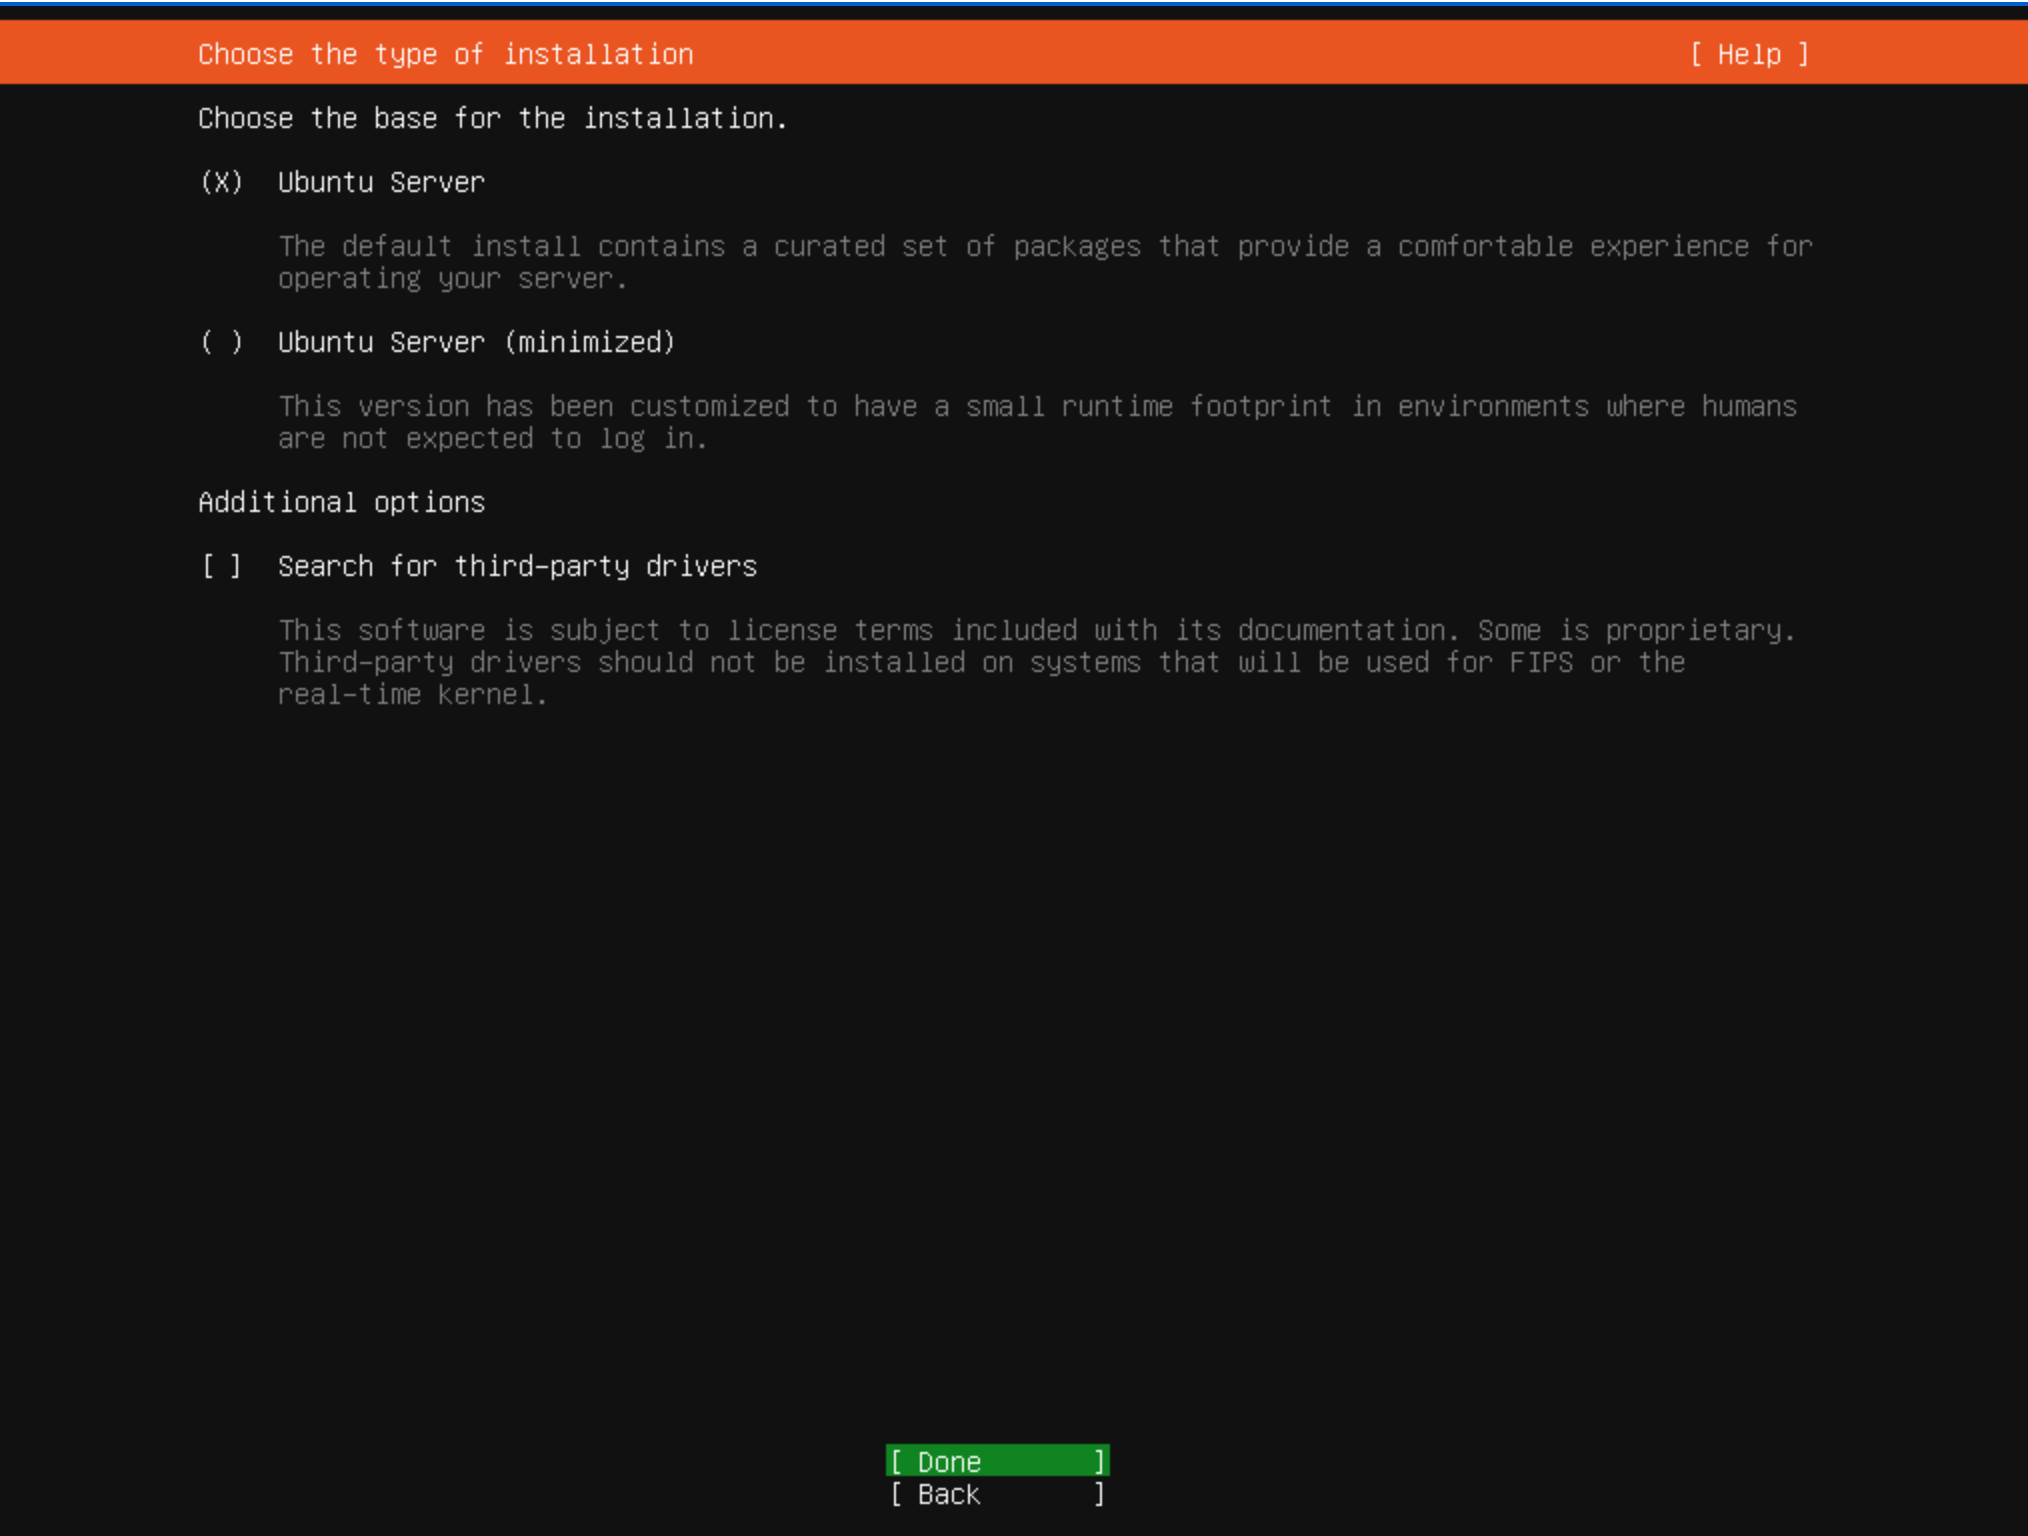 Choose the type of installation [ Help ]
Choose the base for the installation.
(X) Ubuntu Server
The default install contains a curated set of packages that provide a comfortable experience for
operating your server.
( ) Ubuntu Server (minimized)
This version has been customized to have a small runtime footprint in environments where humans
are not expected to log in.
Additional options
[ ] Search for third-party drivers
This software is subject to license terms included with its documentation. Some is proprietary.
Third-party drivers should not be installed on systems that will be used for FIPS or the
real-time kernel.
[ Done ]
[ Back ]